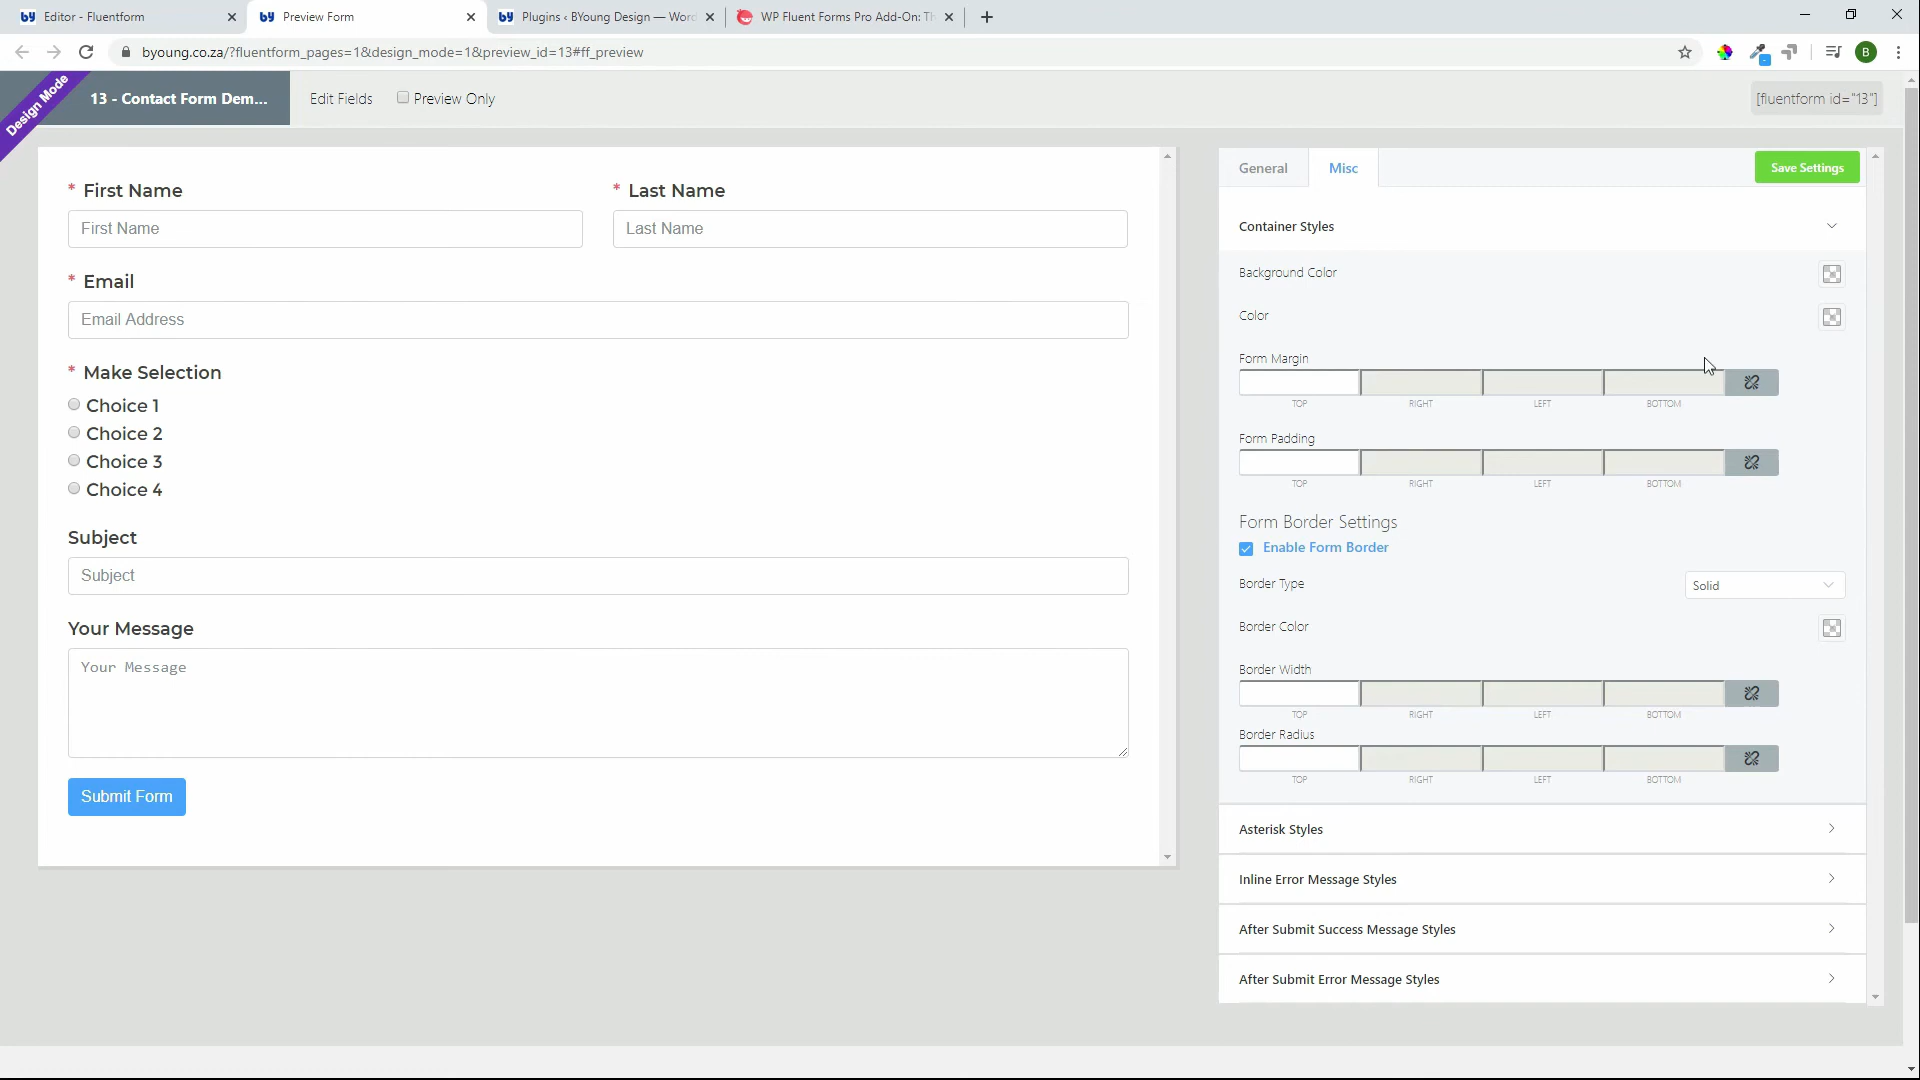 Editor - Fluentform
Preview Form
Plugins ‹ BYoung Design — Word
WP Fluent Forms Pro Add-On: Th
byoung.co.za/?fluentform_pages=1&design_mode=1&preview_id=13#ff_preview
B
Design Mode
13 - Contact Form Dem...
Edit Fields
Preview Only
[fluentform id="13"]
* First Name
* Last Name
First Name
Last Name
* Email
Email Address
* Make Selection
Choice 1
Choice 2
Choice 3
Choice 4
Subject
Subject
Your Message
Your Message
Submit Form
General
Misc
Save Settings
Container Styles
Background Color
Color
Form Margin
TOP RIGHT LEFT BOTTOM
Form Padding
TOP RIGHT LEFT BOTTOM
Form Border Settings
Enable Form Border
Border Type
Solid
Border Color
Border Width
TOP RIGHT LEFT BOTTOM
Border Radius
TOP RIGHT LEFT BOTTOM
Asterisk Styles
Inline Error Message Styles
After Submit Success Message Styles
After Submit Error Message Styles